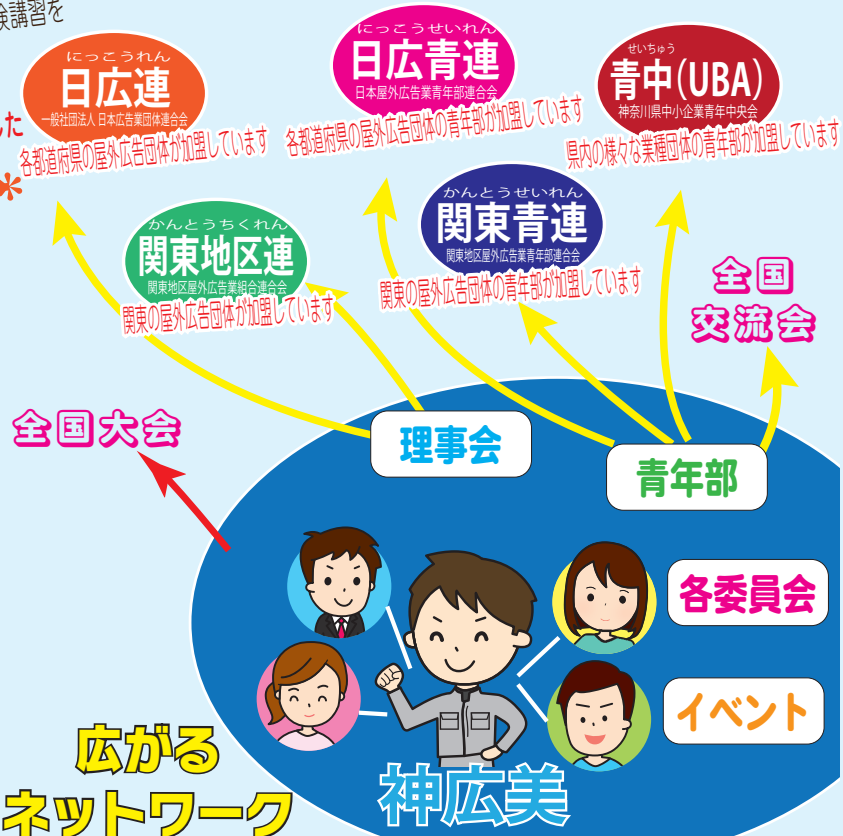 験講習を
した
にっこうれん
日広連
一般社団法人 日本広告業団体連合会
各都道府県の屋外広告団体が加盟しています
にっこうせいれん
日広青連
日本屋外広告業青年部連合会
各都道府県の屋外広告団体の青年部が加盟しています
せいちゅう
青中(UBA)
神奈川県中小企業青年中央会
県内の様々な業種団体の青年部が加盟しています
かんとうちくれん
関東地区連
関東地区屋外広告業組合連合会
関東の屋外広告団体が加盟しています
かんとうせいれん
関東青連
関東地区屋外広告業青年部連合会
関東の屋外広告団体の青年部が加盟しています
全国
交流会
全国大会
理事会
青年部
各委員会
イベント
広がる
ネットワーク
神広美